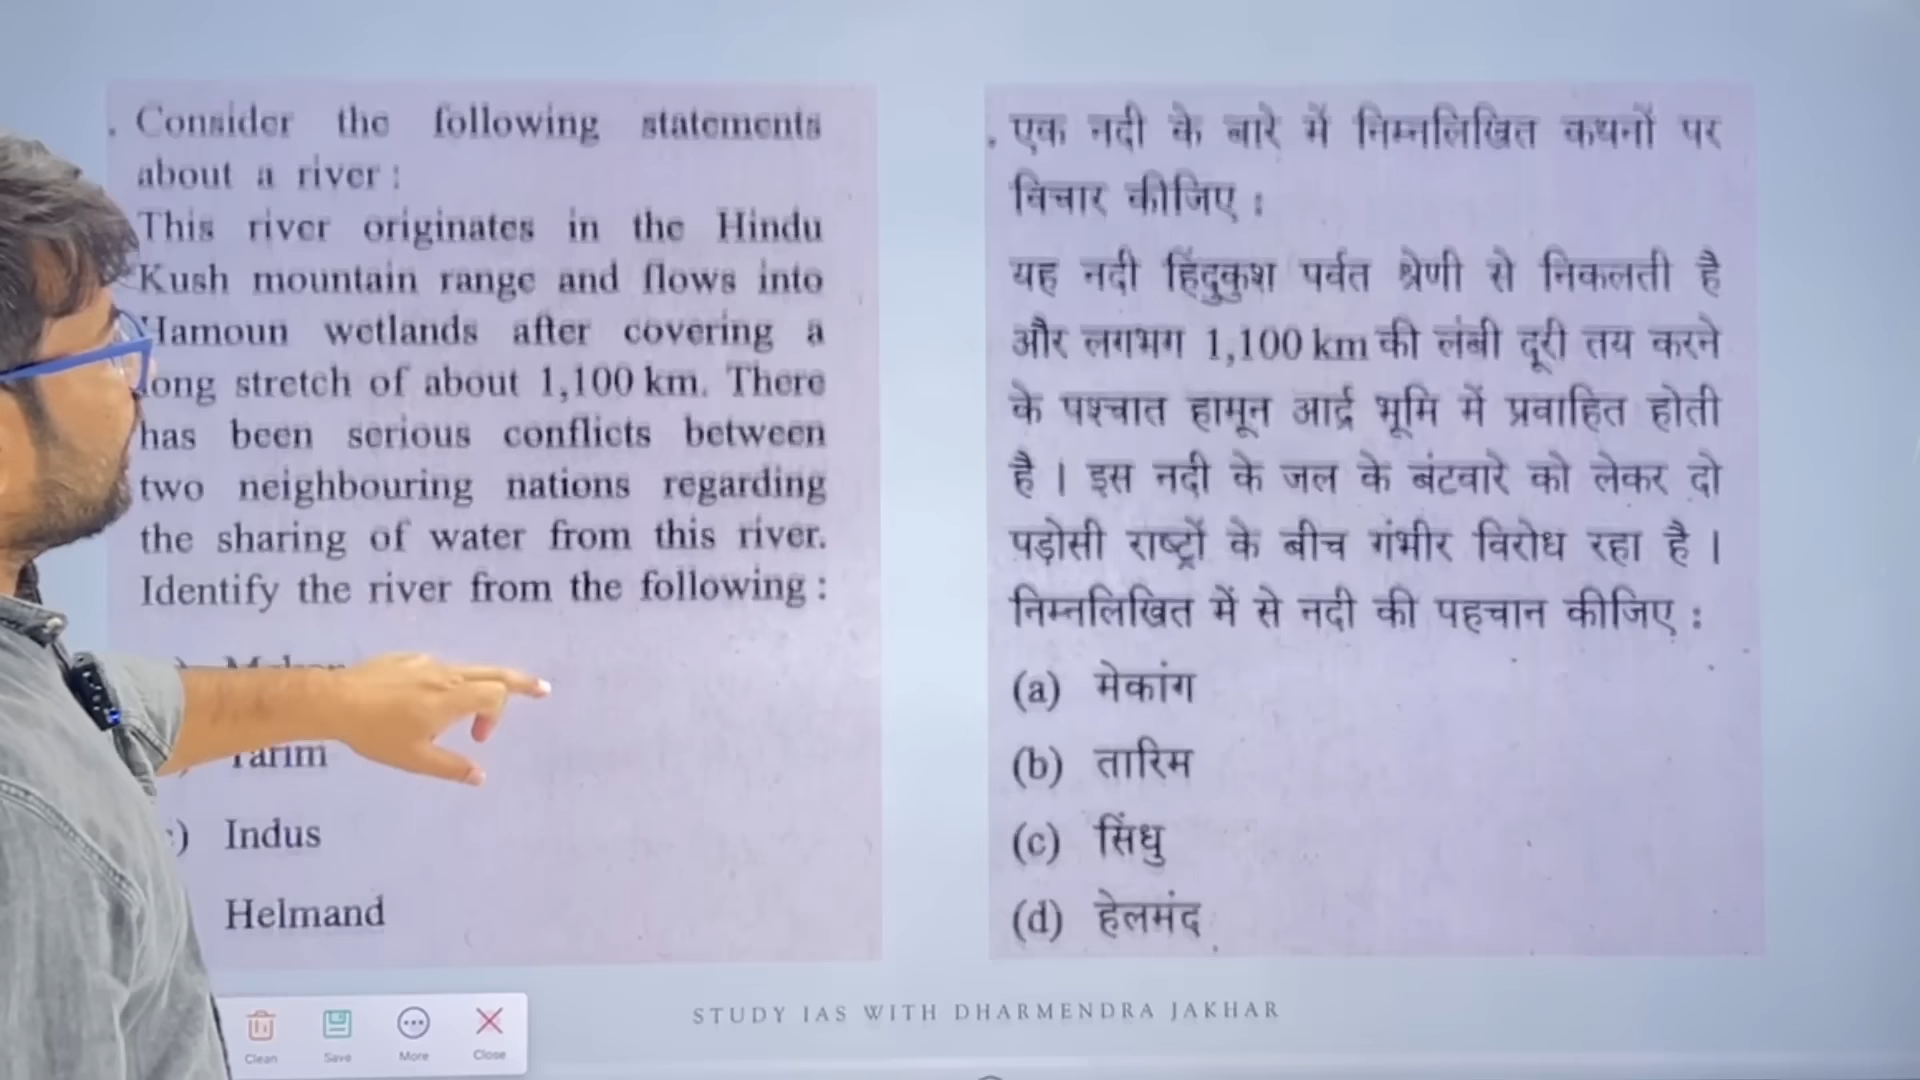 . Consider the following statements
about a river :
This river originates in the Hindu
Kush mountain range and flows into
Hamoun wetlands after covering a
long stretch of about 1,100 km. There
has been serious conflicts between
two neighbouring nations regarding
the sharing of water from this river.
Identify the river from the following :
Tarim
) Indus
Helmand
. एक नदी के बारे में निम्नलिखित कथनों पर
विचार कीजिए :
यह नदी हिंदुकुश पर्वत श्रेणी से निकलती है
और लगभग 1,100 km की लंबी दूरी तय करने
के पश्चात हामून आर्द्र भूमि में प्रवाहित होती
है । इस नदी के जल के बंटवारे को लेकर दो
पड़ोसी राष्ट्रों के बीच गंभीर विरोध रहा है ।
निम्नलिखित में से नदी की पहचान कीजिए :
(a) मेकांग
(b) तारिम
(c) सिंधु
(d) हेलमंद
Clean Save More Close
STUDY IAS WITH DHARMENDRA JAKHAR